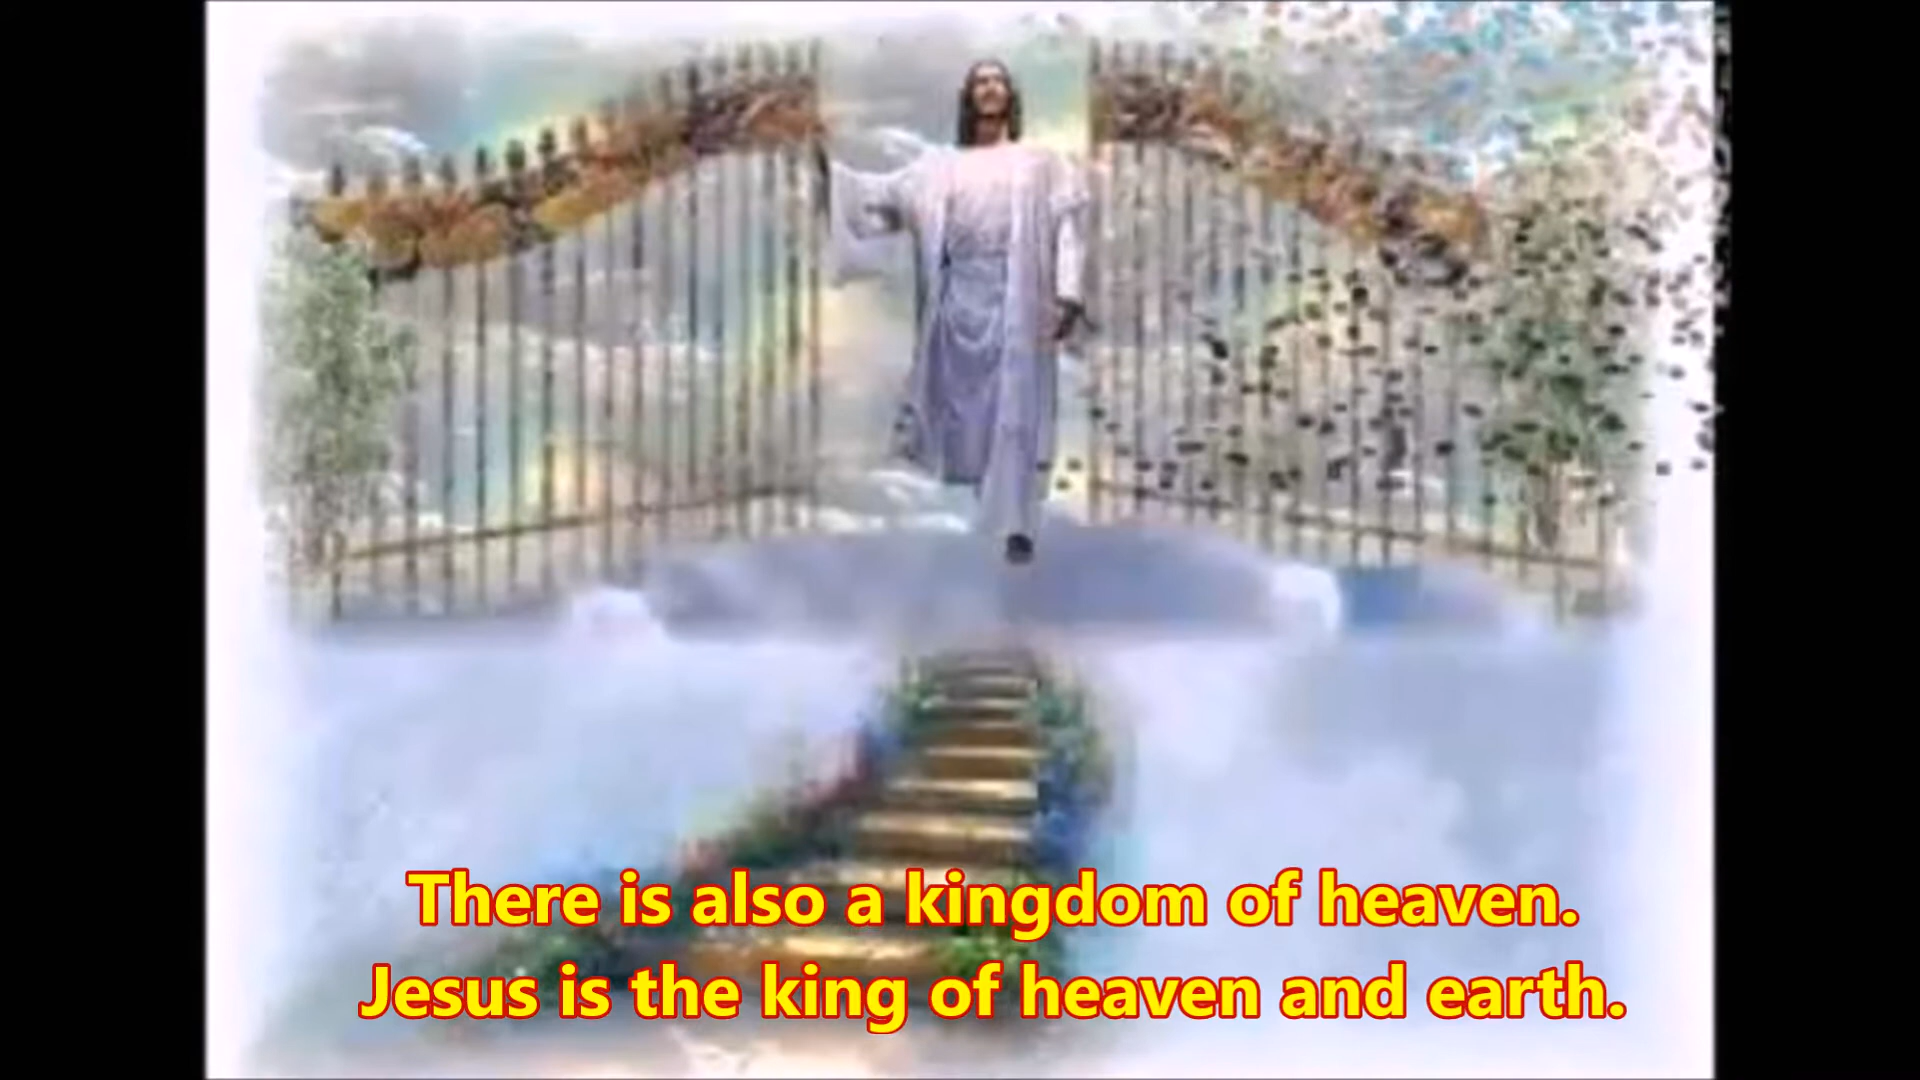 There is also a kingdom of heaven.
Jesus is the king of heaven and earth.